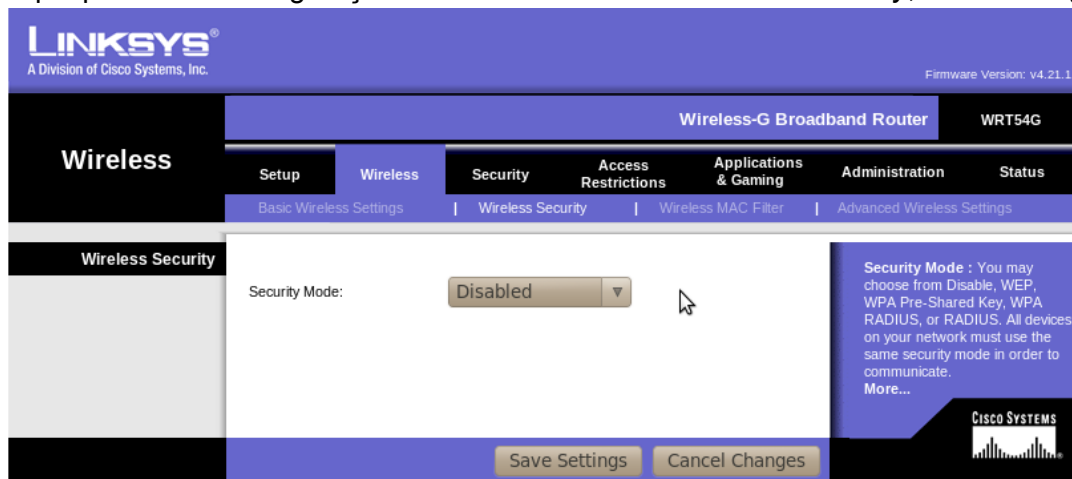 LINKSYS®
A Division of Cisco Systems, Inc.
Firmware Version: v4.21.1
Wireless-G Broadband Router
WRT54G
Wireless
Setup
Wireless
Security
Access
Restrictions
Applications
& Gaming
Administration
Status
Basic Wireless Settings | Wireless Security | Wireless MAC Filter | Advanced Wireless Settings
Wireless Security
Security Mode:
Disabled
Security Mode : You may
choose from Disable, WEP,
WPA Pre-Shared Key, WPA
RADIUS, or RADIUS. All devices
on your network must use the
same security mode in order to
communicate.
More...
CISCO SYSTEMS
Save Settings
Cancel Changes